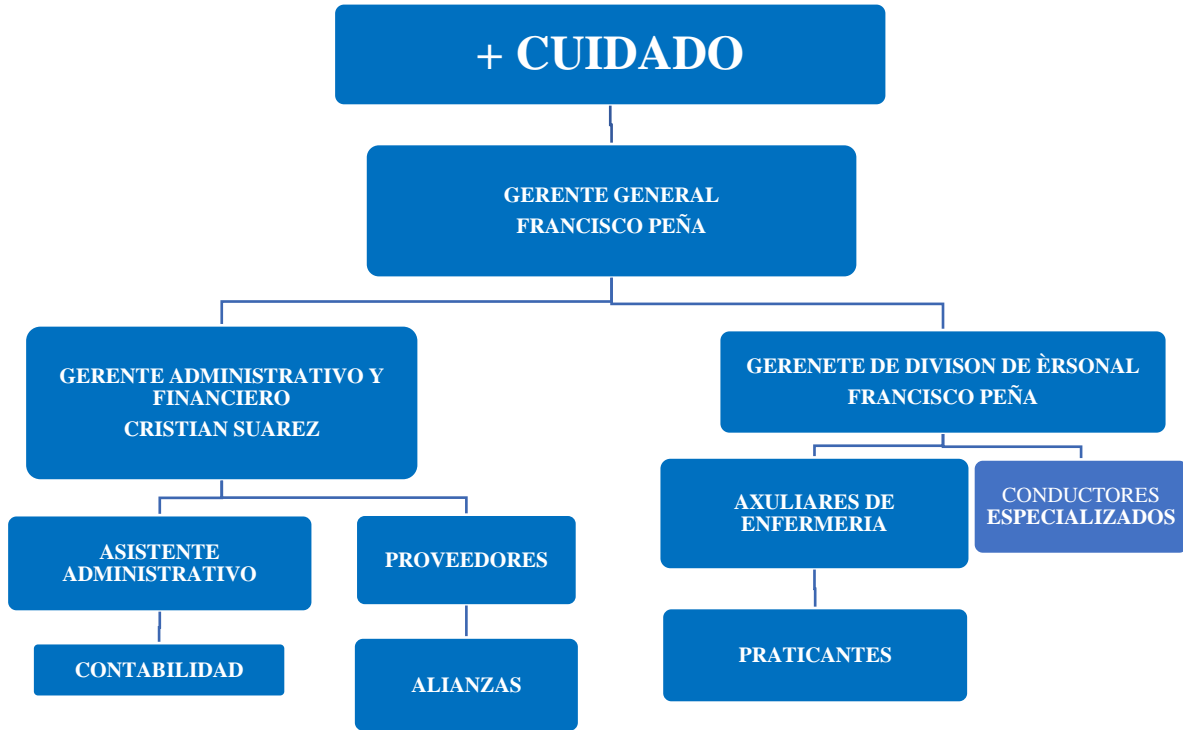 + CUIDADO
GERENTE GENERAL
FRANCISCO PEÑA
GERENTE ADMINISTRATIVO Y
FINANCIERO
CRISTIAN SUAREZ
GERENETE DE DIVISON DE ÈRSONAL
FRANCISCO PEÑA
ASISTENTE
ADMINISTRATIVO
PROVEEDORES
AXULIARES DE
ENFERMERIA
CONDUCTORES
ESPECIALIZADOS
CONTABILIDAD
ALIANZAS
PRATICANTES